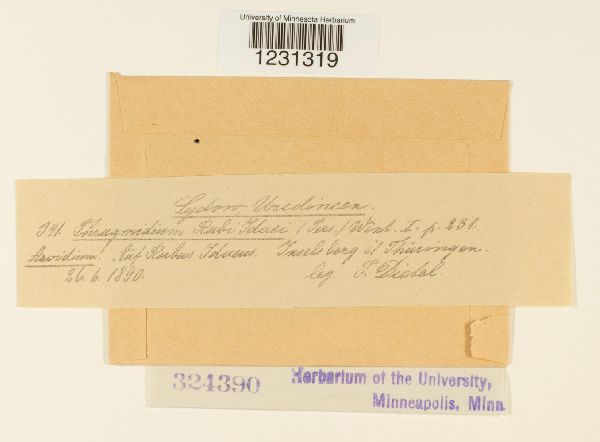 University of Minnesota Herbarium
1231319
Sydow Uredineen.
341. Phragmidium Rubi Idaei (Pers.) Wint. I. p. 231.
Aecidium. Auf Rubus Idaeus. Inselsberg i/ Thüringen.
26. 6. 1890. leg P. Dietel.
324390
Herbarium of the University,
Minneapolis, Minn.